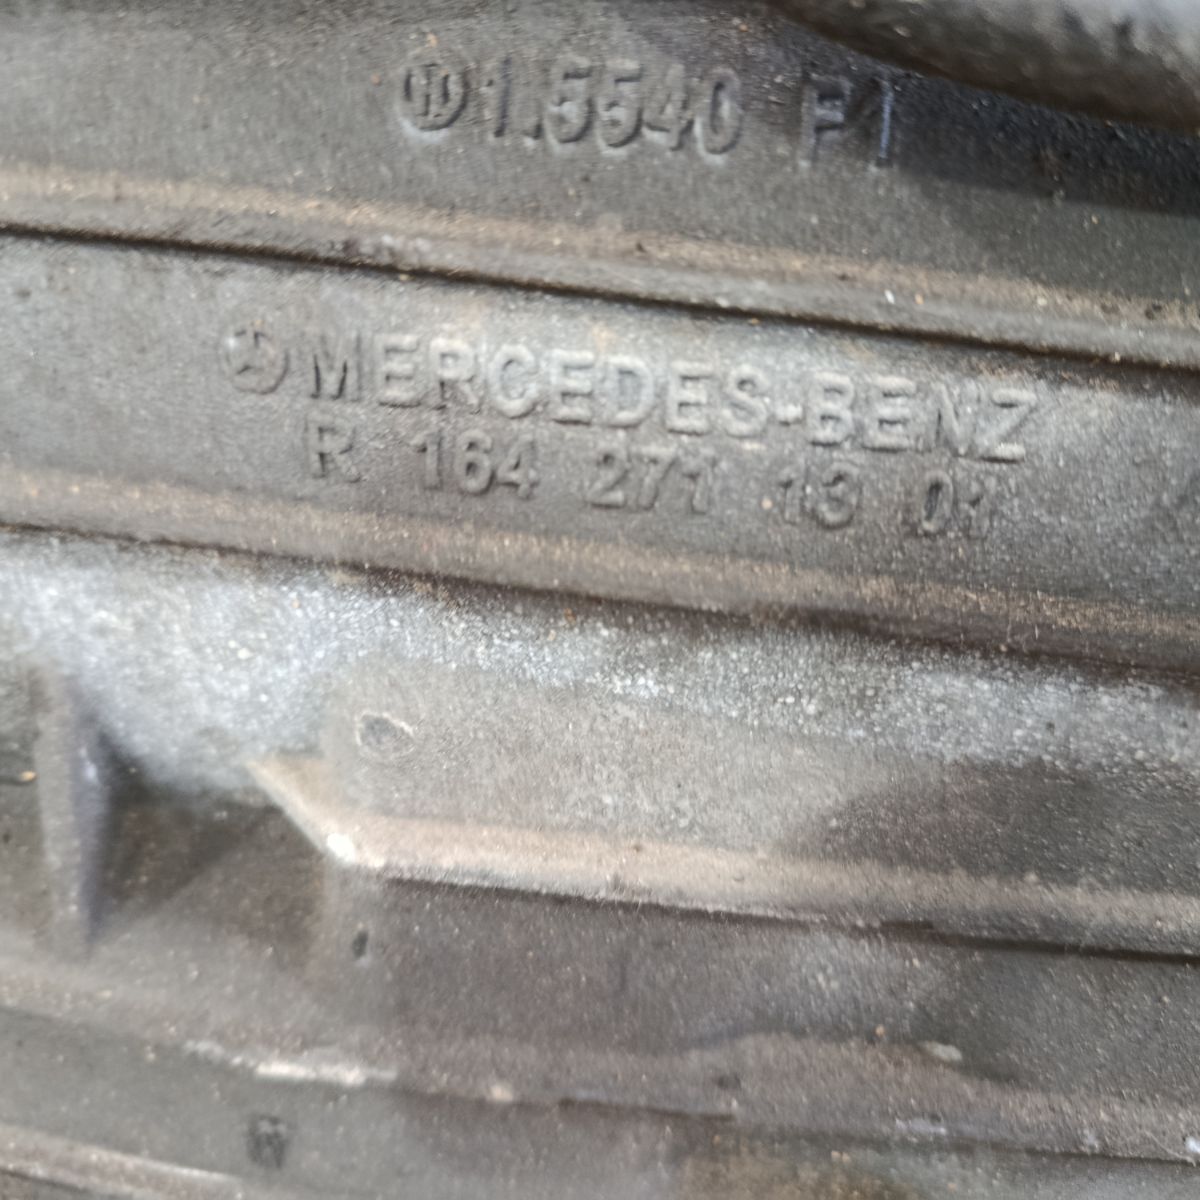 1.5540 F1
MERCEDES-BENZ
R 164 271 13 01